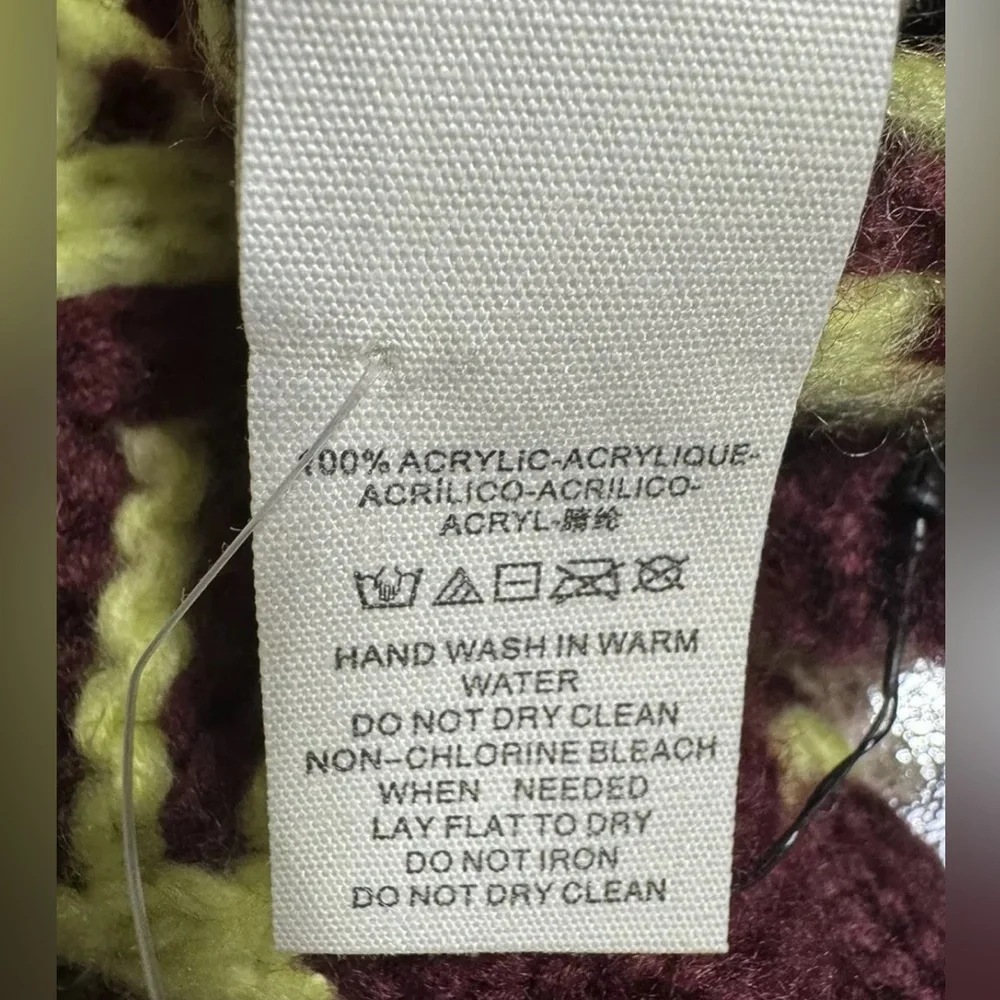 100% ACRYLIC-ACRYLIQUE-
ACRÍLICO-ACRILICO-
ACRYL-腈纶
HAND WASH IN WARM
WATER
DO NOT DRY CLEAN
NON-CHLORINE BLEACH
WHEN NEEDED
LAY FLAT TO DRY
DO NOT IRON
DO NOT DRY CLEAN